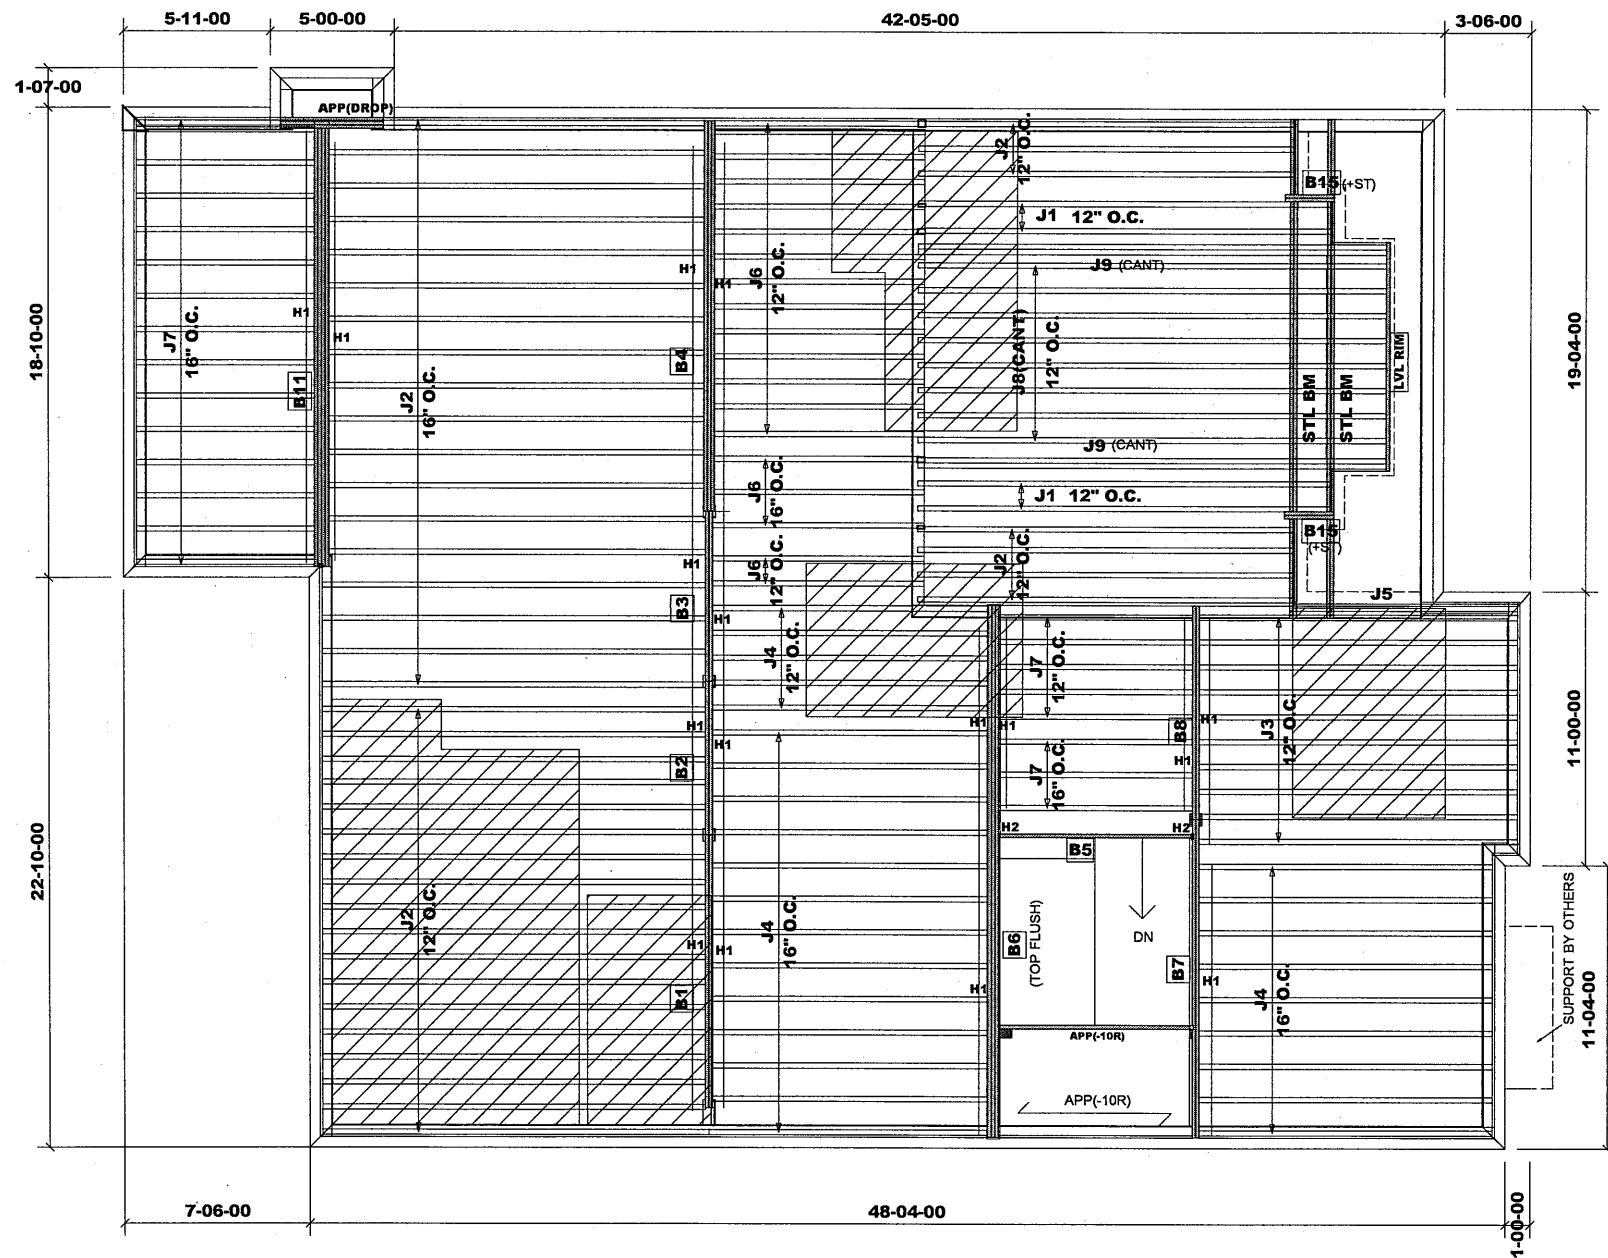 5-11-00
5-00-00
42-05-00
3-06-00
1-07-00
APP(DROP)
J2
12" O.C.
B15 (+ST)
J1 12" O.C.
H1
H1
J6
12" O.C.
J9 (CANT)
H1
H1
J7
16" O.C.
18-10-00
19-04-00
B11
B4
J8(CANT)
12" O.C.
LVL RIM
STL BM
STL BM
J2
16" O.C.
J9 (CANT)
J6
16" O.C.
J1 12" O.C.
B15
(+ST)
H1
J6
12" O.C.
J2
12" O.C.
J5
B3
H1
J4
12" O.C.
J7
12" O.C.
H1
H1
H1
H1
H1
B8
H1
J3
12" O.C.
11-00-00
B2
J7
16" O.C.
H2
H2
B5
22-10-00
J2
12" O.C.
J4
16" O.C.
H1
H1
B6
(TOP FLUSH)
DN
B7
H1
H1
B1
J4
16" O.C.
SUPPORT BY OTHERS
11-04-00
APP(-10R)
APP(-10R)
7-06-00
48-04-00
1-00-00